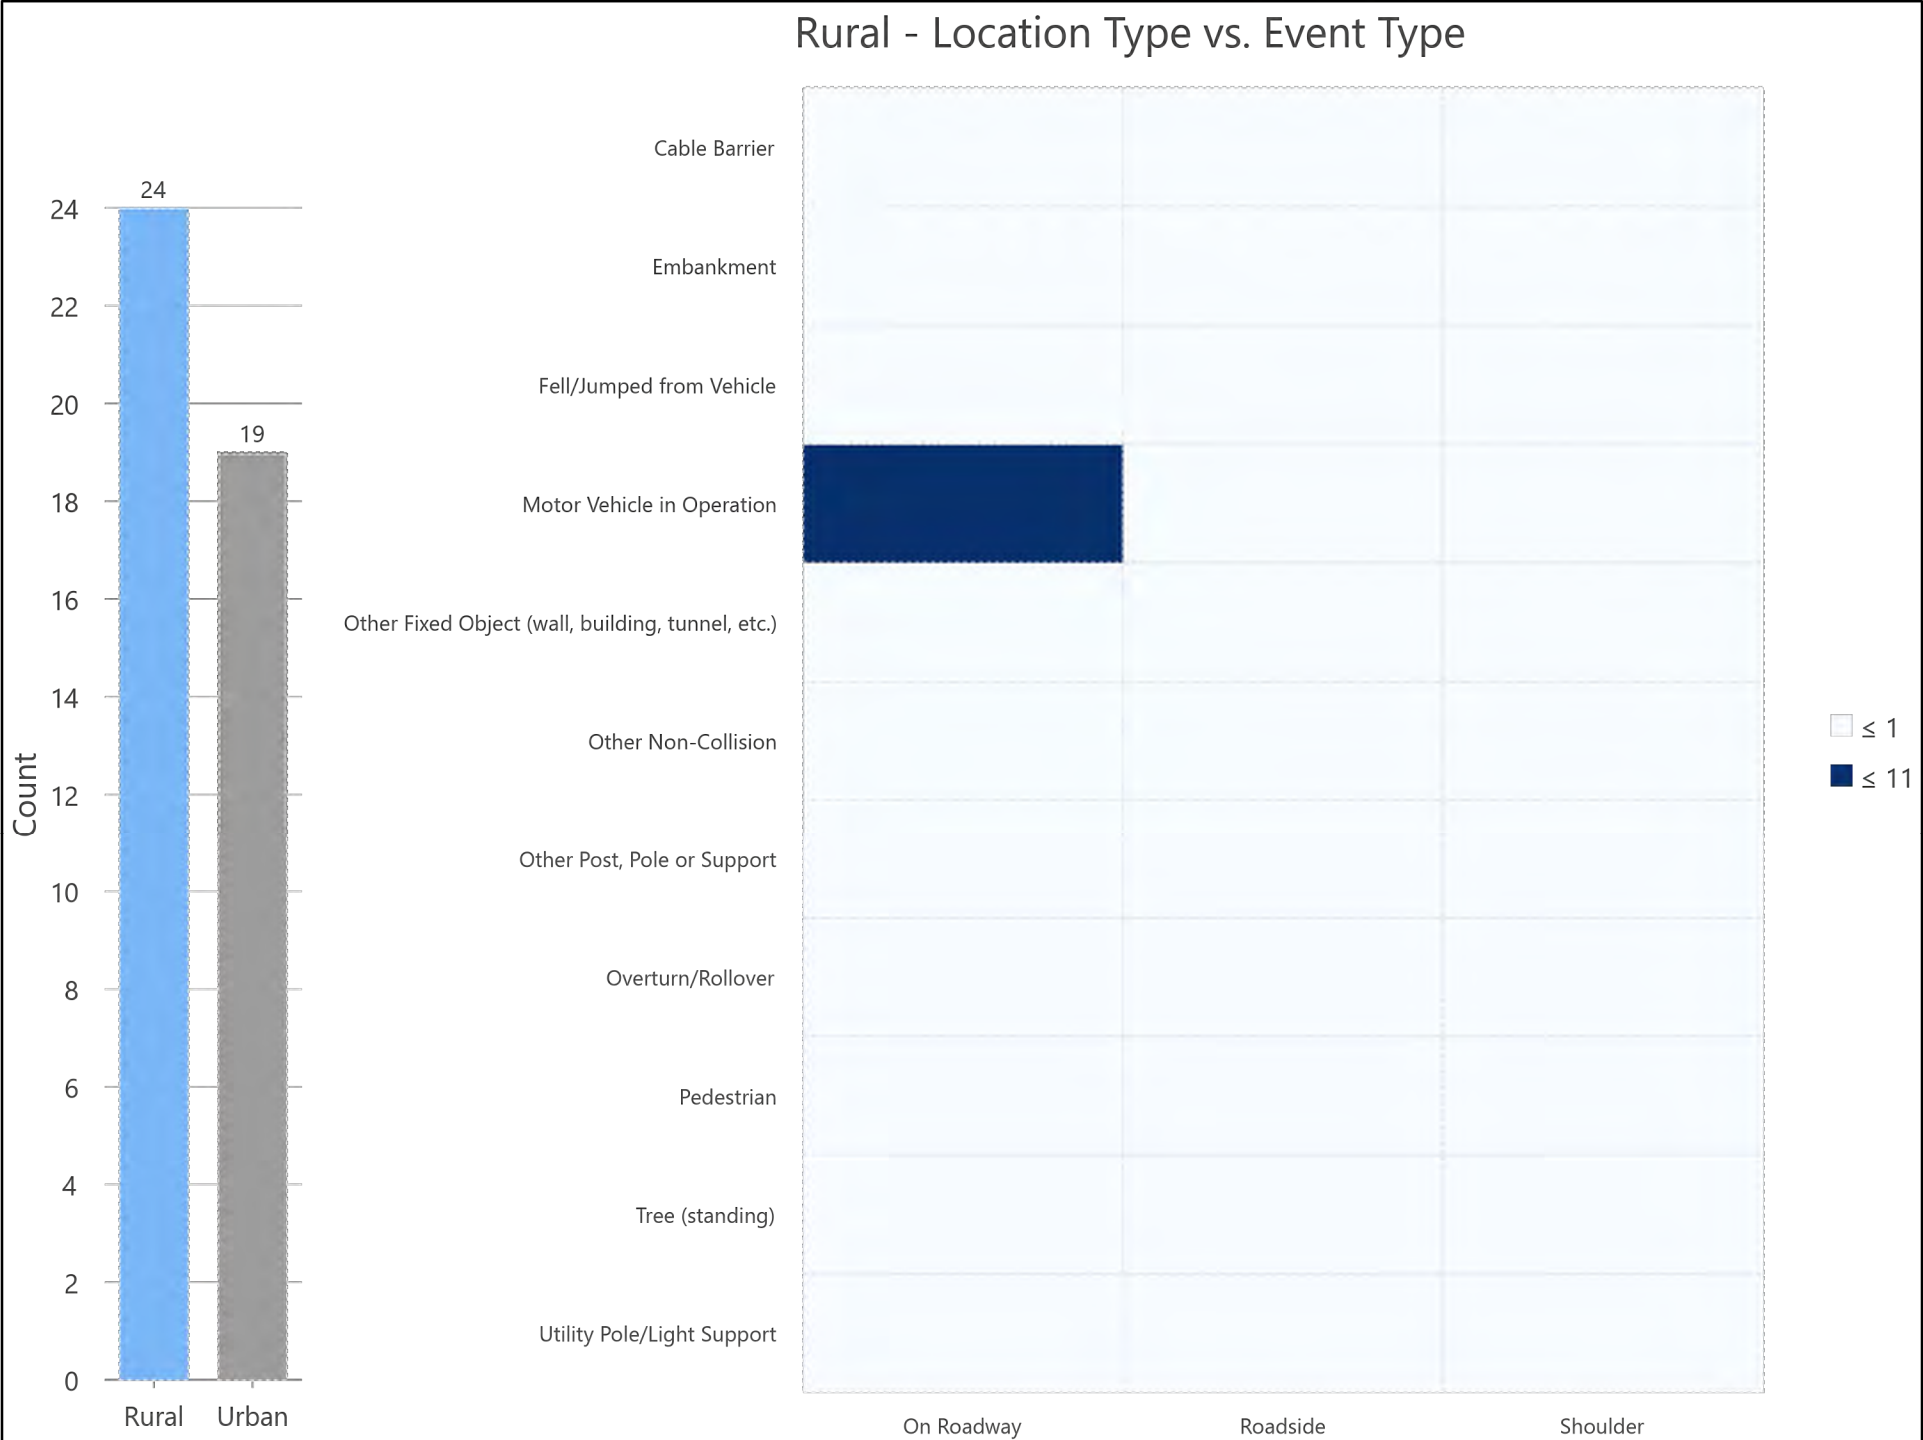 Rural - Location Type vs. Event Type
24
22
20
18
16
14
12
10
8
6
4
2
0
Count
24
19
Rural
Urban
Cable Barrier
Embankment
Fell/Jumped from Vehicle
Motor Vehicle in Operation
Other Fixed Object (wall, building, tunnel, etc.)
Other Non-Collision
Other Post, Pole or Support
Overturn/Rollover
Pedestrian
Tree (standing)
Utility Pole/Light Support
On Roadway
Roadside
Shoulder
≤ 1
≤ 11